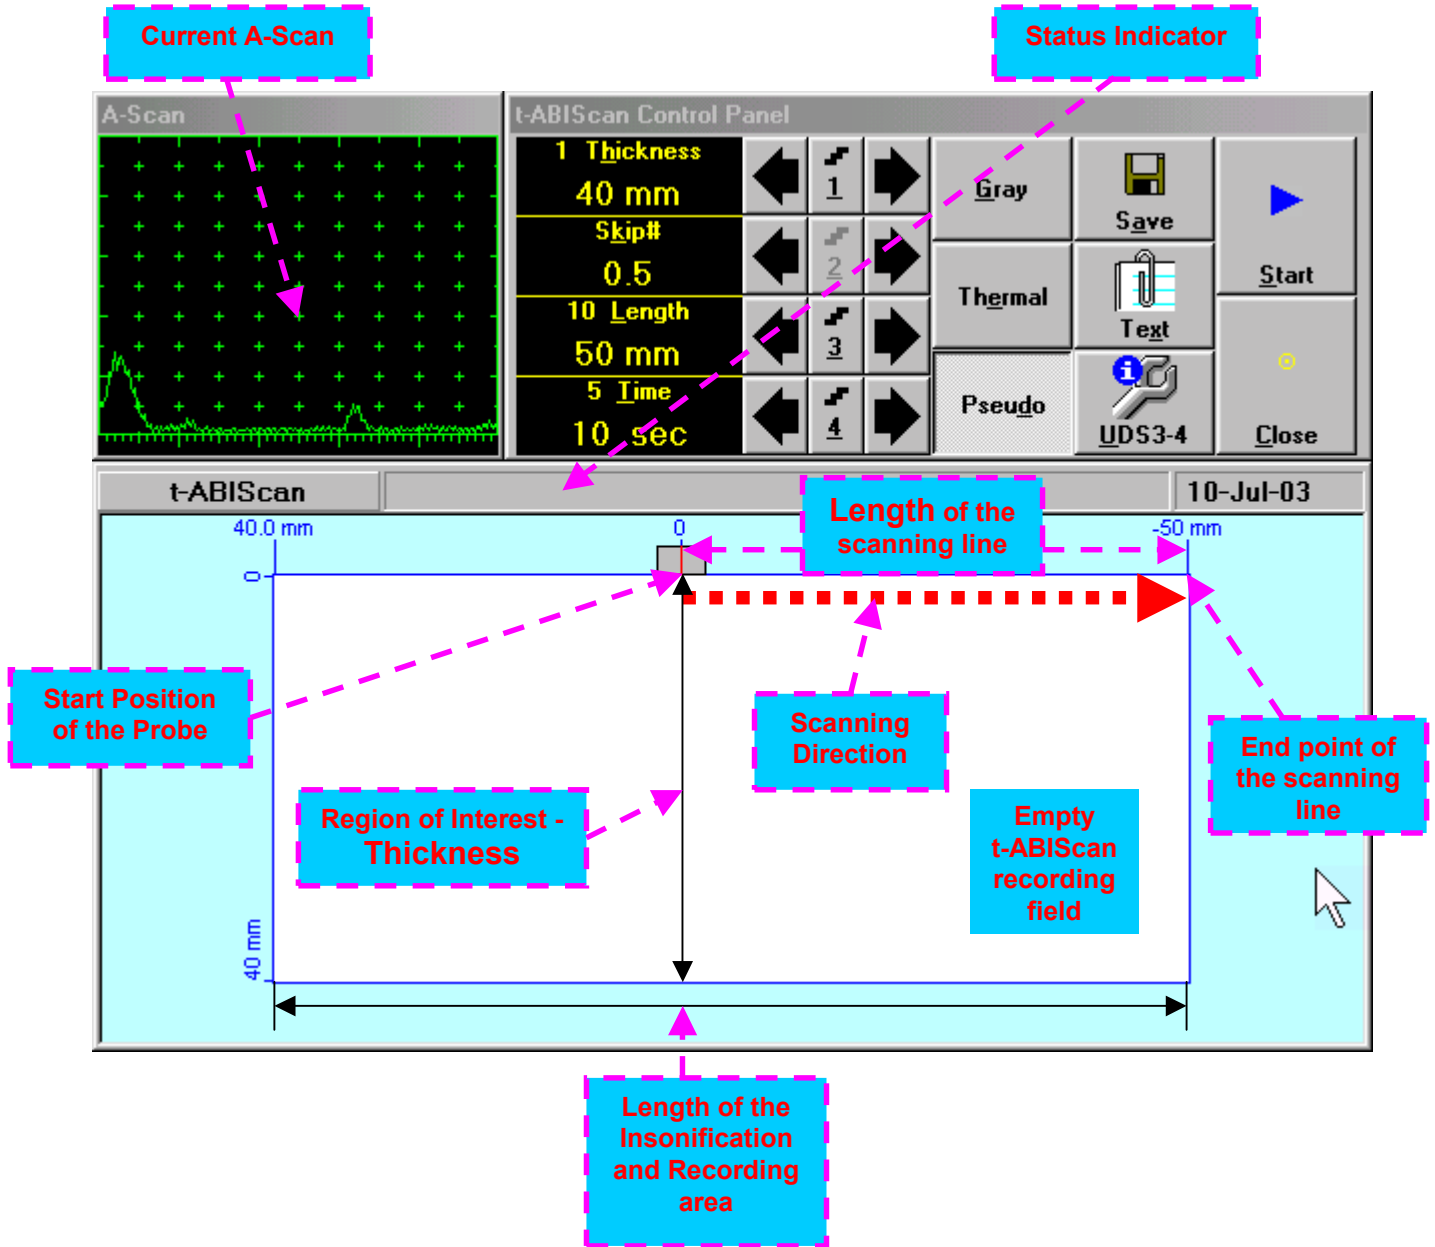 Current A-Scan
Status Indicator
A-Scan
t-ABIScan Control Panel
1 Thickness
40 mm
1
Gray
Save
Start
Skip#
0.5
2
Thermal
Text
10 Length
50 mm
3
5 Time
10 sec
4
Pseudo
UDS3-4
Close
t-ABIScan
10-Jul-03
40.0 mm
0
-50 mm
Length of the
scanning line
0
Start Position
of the Probe
Scanning
Direction
End point of
the scanning
line
Region of Interest -
Thickness
Empty
t-ABIScan
recording
field
40 mm
Length of the
Insonification
and Recording
area